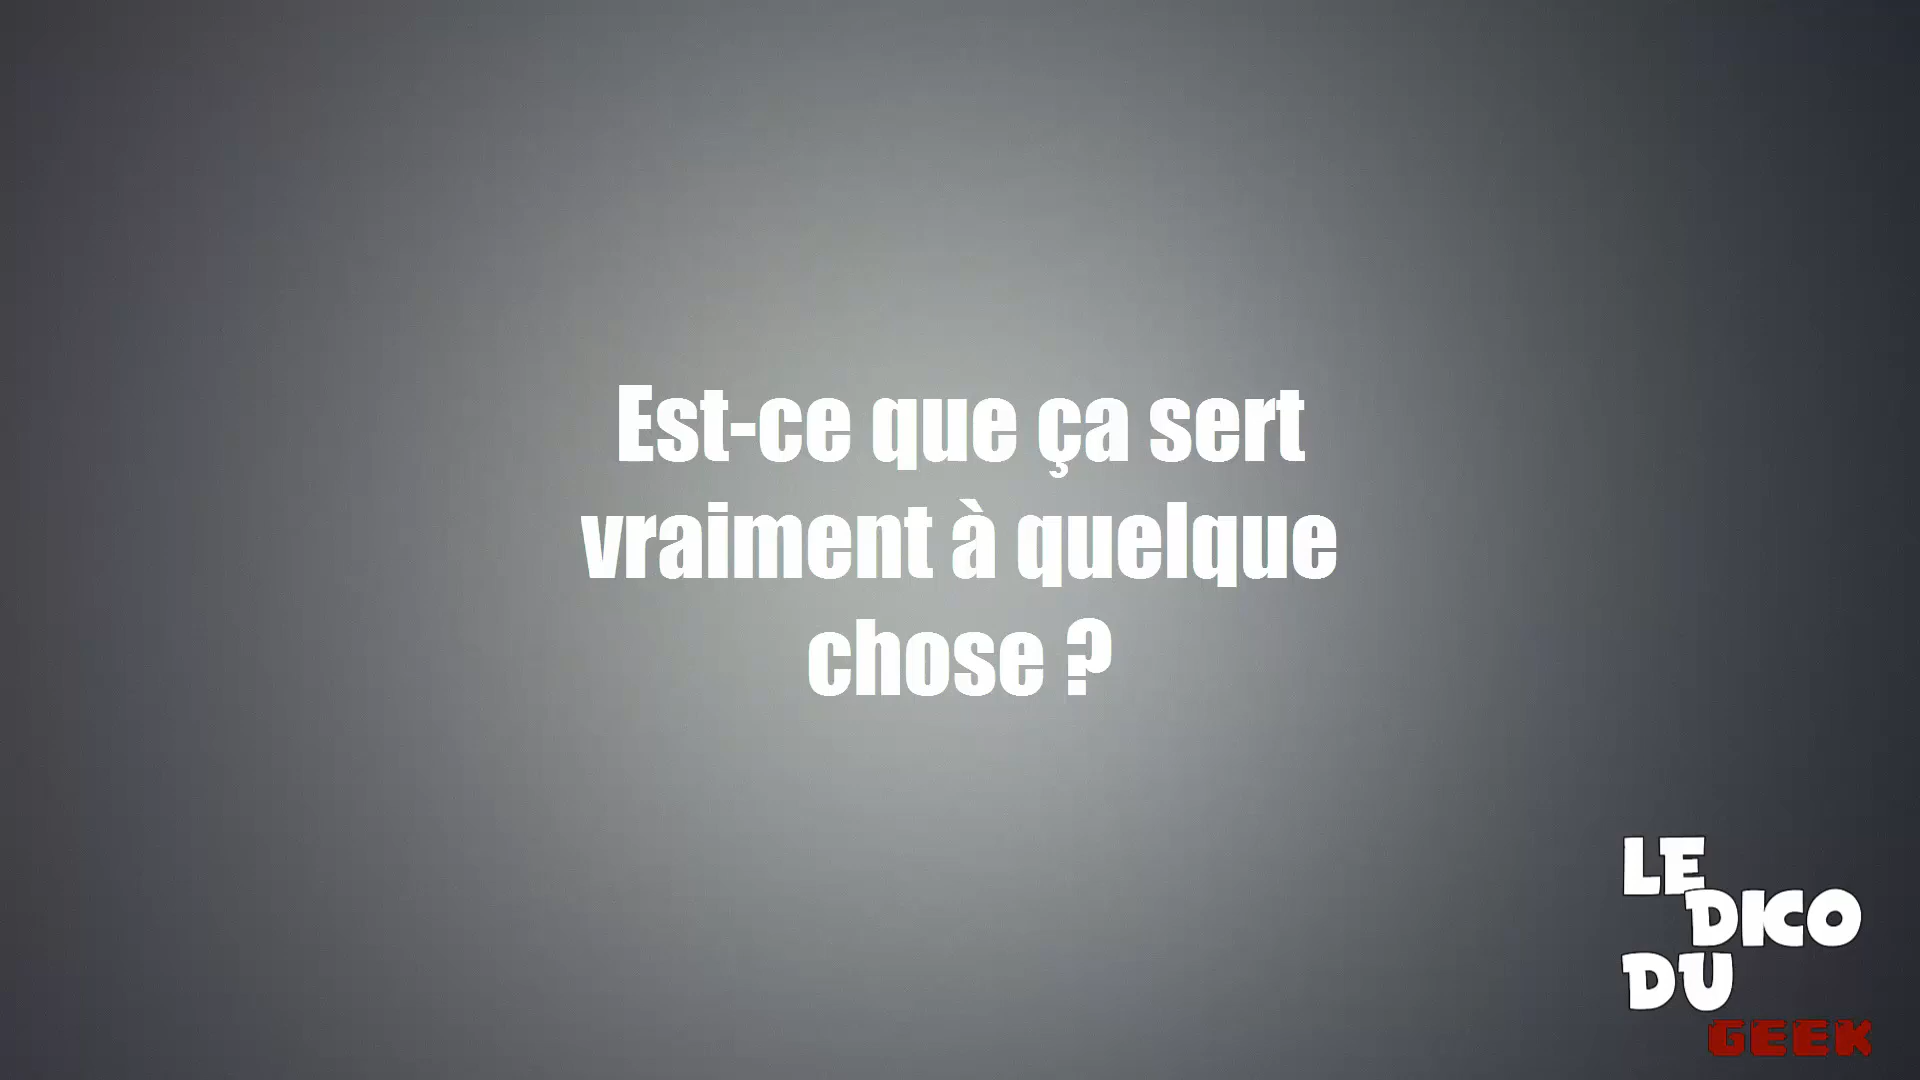 Est-ce que ça sert
vraiment à quelque
chose ?
LE
DICO
DU
GEEK